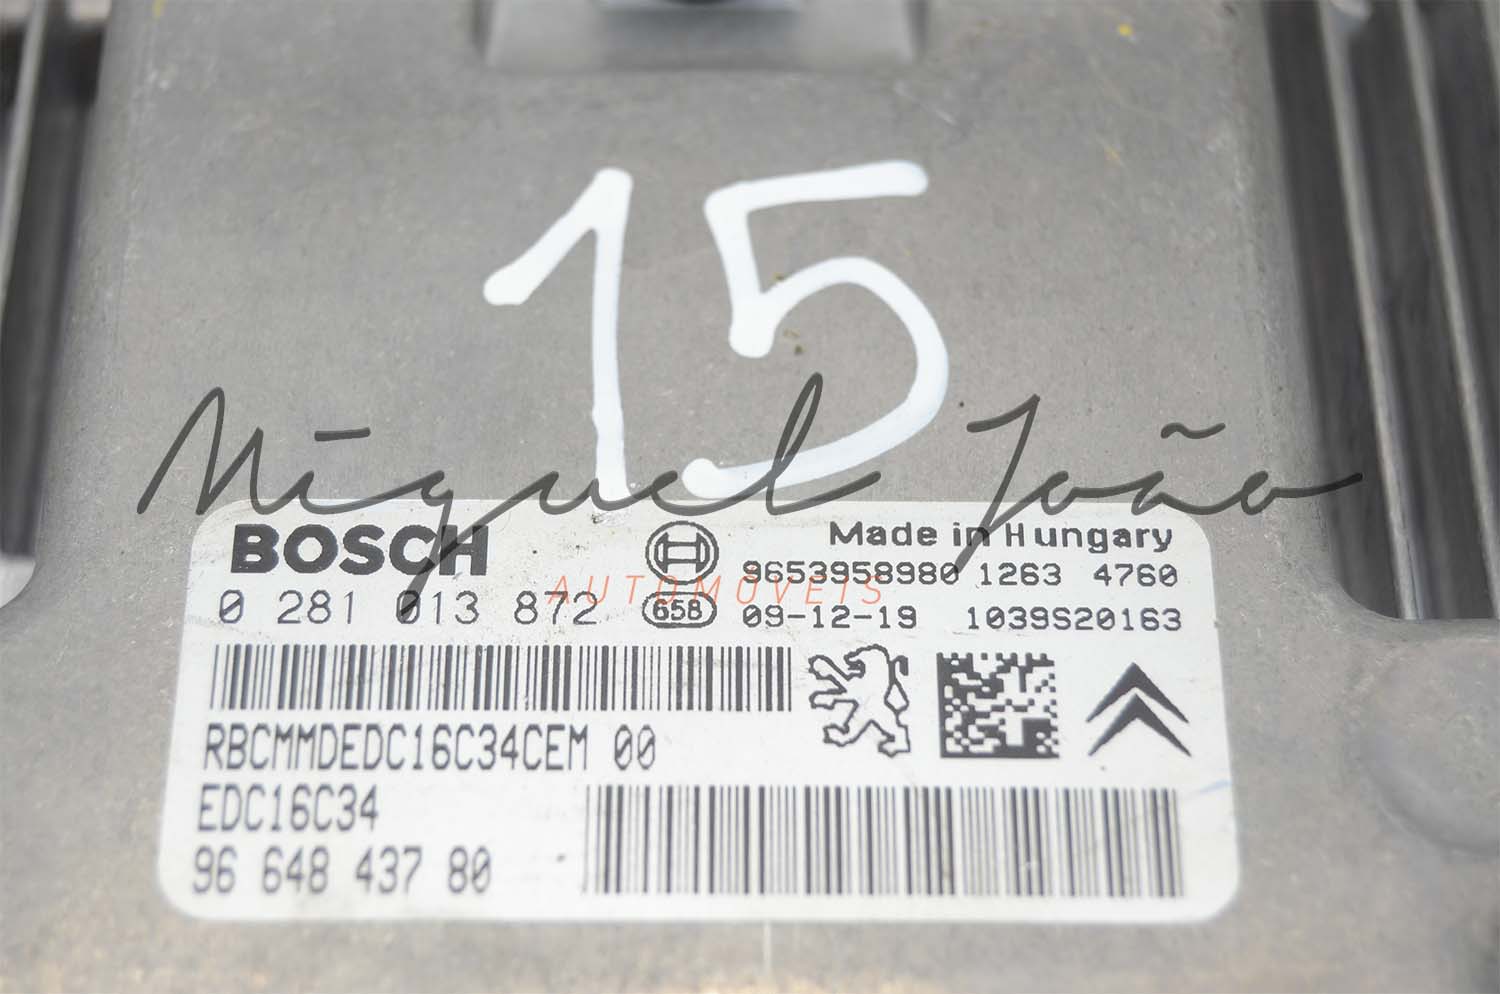 15
Miguel João
AUTOMÓVEIS
BOSCH
Made in Hungary
9653958980 1263 4760
0 281 013 872 658 09-12-19 1039S20163
RBCMMDEDC16C34CEM 00
EDC16C34
96 648 437 80